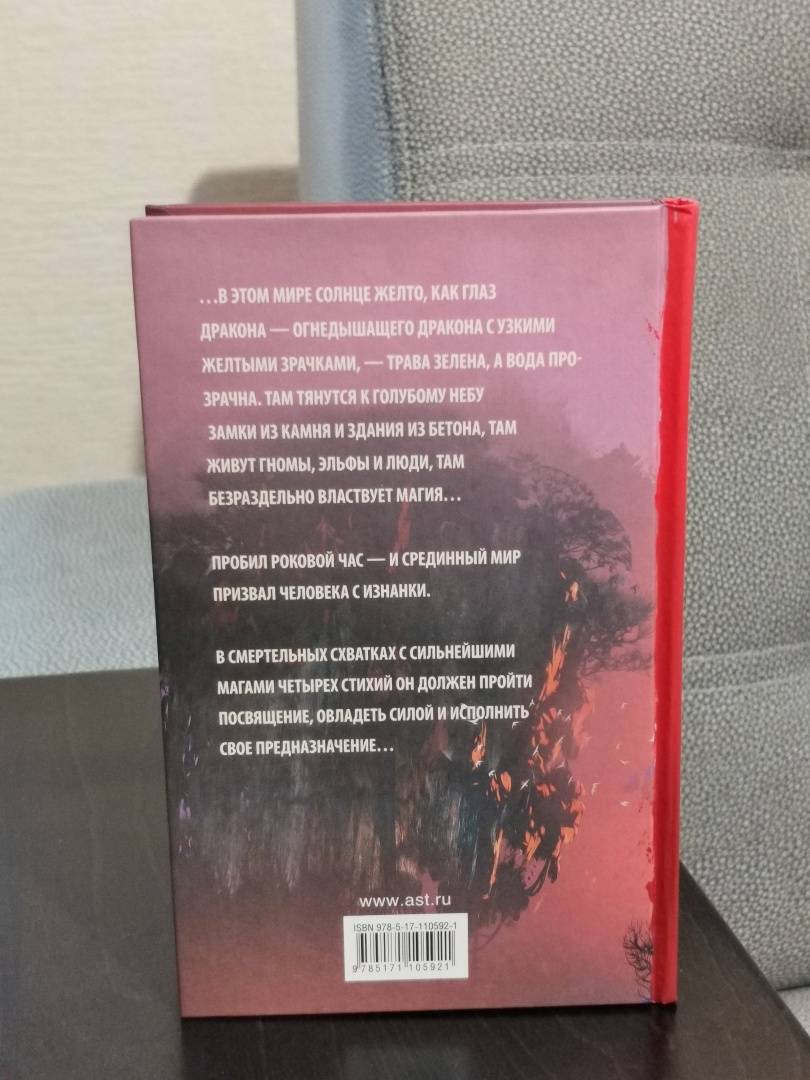 ...В ЭТОМ МИРЕ СОЛНЦЕ ЖЕЛТО, КАК ГЛАЗ
ДРАКОНА — ОГНЕДЫШАЩЕГО ДРАКОНА С УЗКИМИ
ЖЕЛТЫМИ ЗРАЧКАМИ, — ТРАВА ЗЕЛЕНА, А ВОДА ПРО-
ЗРАЧНА. ТАМ ТЯНУТСЯ К ГОЛУБОМУ НЕБУ
ЗАМКИ ИЗ КАМНЯ И ЗДАНИЯ ИЗ БЕТОНА, ТАМ
ЖИВУТ ГНОМЫ, ЭЛЬФЫ И ЛЮДИ, ТАМ
БЕЗРАЗДЕЛЬНО ВЛАСТВУЕТ МАГИЯ...
ПРОБИЛ РОКОВОЙ ЧАС — И СРЕДИННЫЙ МИР
ПРИЗВАЛ ЧЕЛОВЕКА С ИЗНАНКИ.
В СМЕРТЕЛЬНЫХ СХВАТКАХ С СИЛЬНЕЙШИМИ
МАГАМИ ЧЕТЫРЕХ СТИХИЙ ОН ДОЛЖЕН ПРОЙТИ
ПОСВЯЩЕНИЕ, ОВЛАДЕТЬ СИЛОЙ И ИСПОЛНИТЬ
СВОЕ ПРЕДНАЗНАЧЕНИЕ...
www.ast.ru
ISBN 978-5-17-110592-1
9 785171 105921